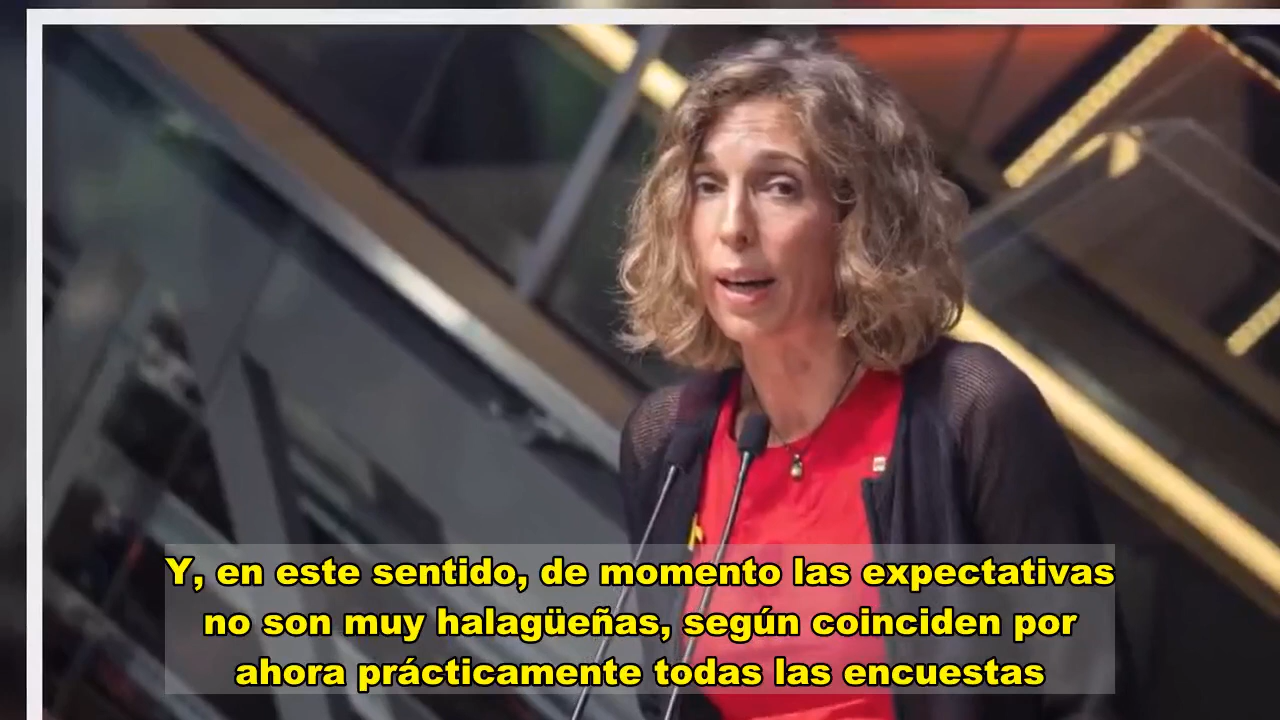 Y, en este sentido, de momento las expectativas
no son muy halagüeñas, según coinciden por
ahora prácticamente todas las encuestas